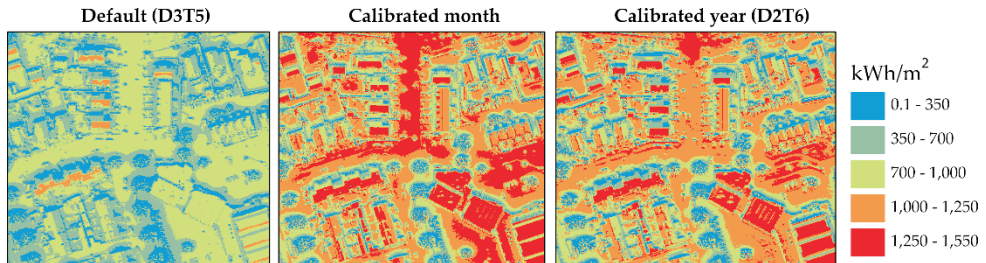 Default (D3T5)
Calibrated month
Calibrated year (D2T6)
kWh/m²
0.1 - 350
350 - 700
700 - 1,000
1,000 - 1,250
1,250 - 1,550